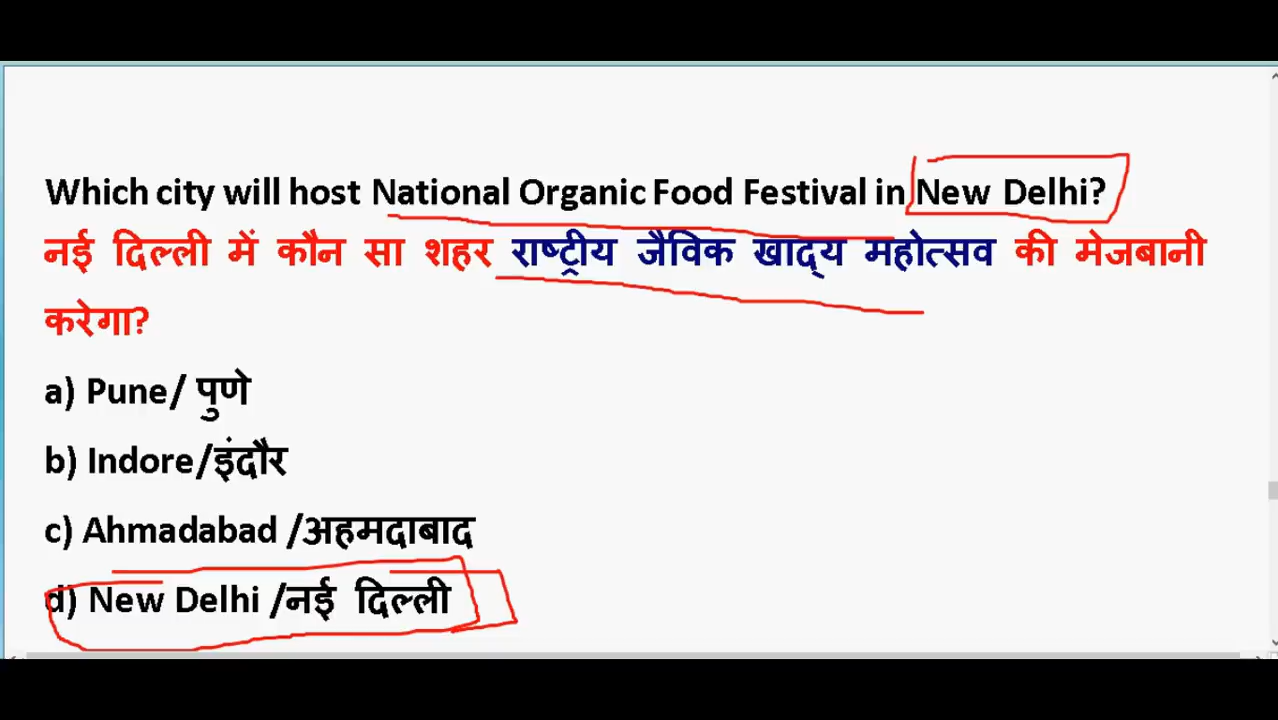 Which city will host National Organic Food Festival in New Delhi?
नई दिल्ली में कौन सा शहर राष्ट्रीय जैविक खाद्य महोत्सव की मेजबानी
करेगा?
a) Pune/ पुणे
b) Indore/इंदौर
c) Ahmadabad /अहमदाबाद
d) New Delhi /नई दिल्ली